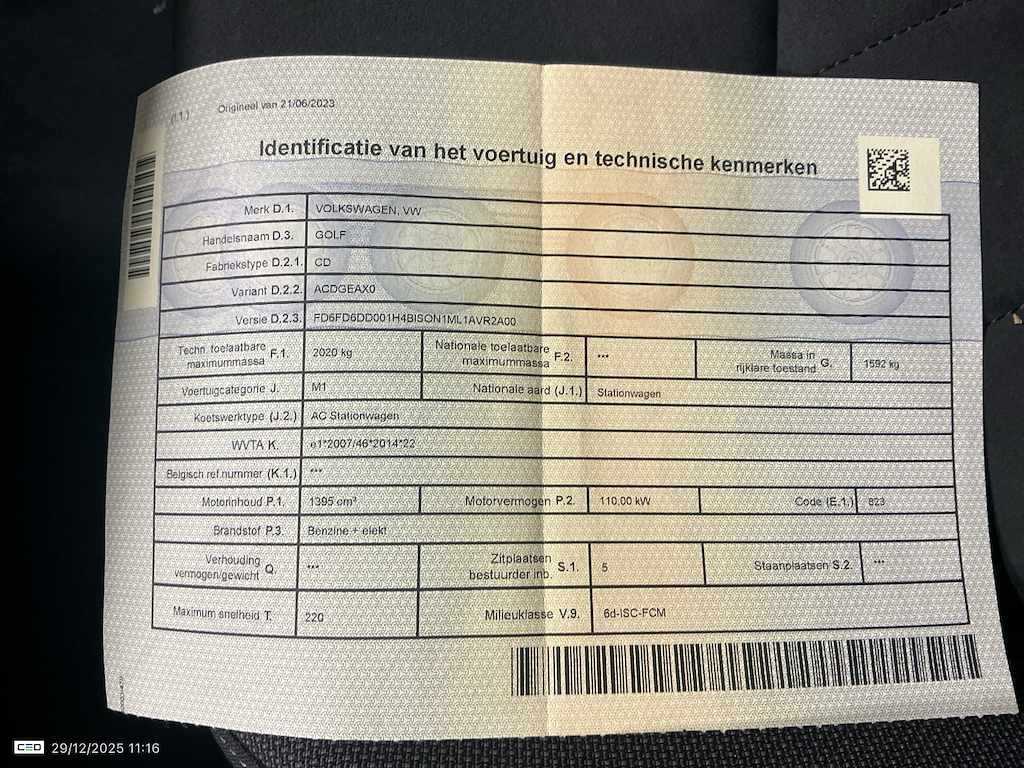 (I.1.) Origineel van 21/06/2023
Identificatie van het voertuig en technische kenmerken
Merk D.1. VOLKSWAGEN, VW
Handelsnaam D.3. GOLF
Fabriekstype D.2.1. CD
Variant D.2.2. ACDGEAX0
Versie D.2.3. FD6FD6DD001H4BISON1ML1AVR2A00
Techn. toelaatbare maximummassa F.1. 2020 kg Nationale toelaatbare maximummassa F.2. *** Massa in rijklare toestand G. 1592 kg
Voertuigcategorie J. M1 Nationale aard (J.1.) Stationwagen
Koetswerktype (J.2.) AC Stationwagen
WVTA K. e1*2007/46*2014*22
Belgisch ref.nummer (K.1.) ***
Motorinhoud P.1. 1395 cm³ Motorvermogen P.2. 110.00 kW Code (E.1.) 823
Brandstof P.3. Benzine + elekt
Verhouding vermogen/gewicht Q. *** Zitplaatsen bestuurder inb. S.1. 5 Staanplaatsen S.2. ***
Maximum snelheid T. 220 Milieuklasse V.9. 6d-ISC-FCM
CEO 29/12/2025 11:16